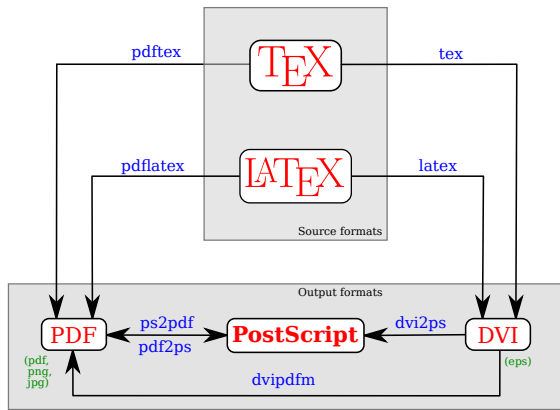 pdftex
TEX
tex
pdflatex
LATEX
latex
Source formats
Output formats
PDF
ps2pdf
pdf2ps
PostScript
dvi2ps
DVI
(pdf,
png,
jpg)
(eps)
dvipdfm